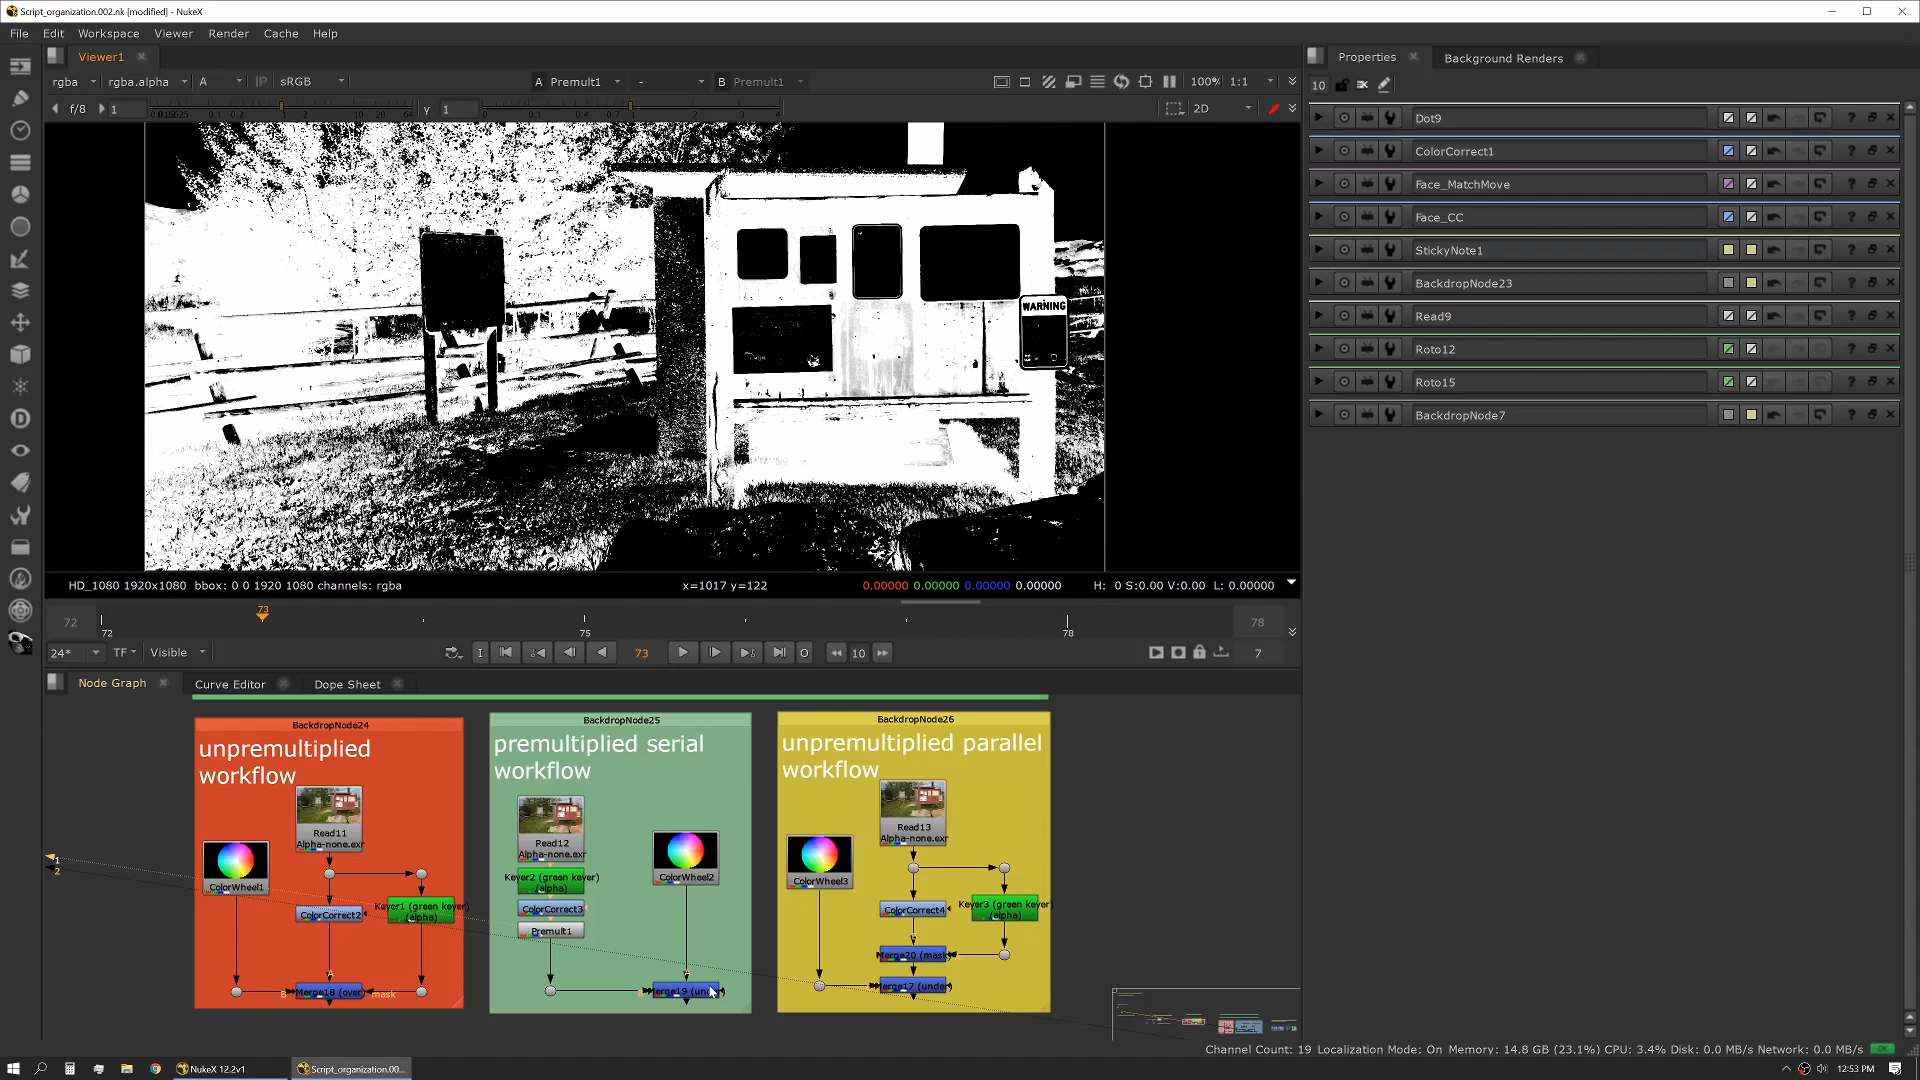 Script_organization.002.nk [modified] - NukeX
File Edit Workspace Viewer Render Cache Help
Viewer1
rgba rgba.alpha A IP sRGB A Premult1 - B Premult1 100% 1:1
f/8 1 y 1 2D
WARNING
HD_1080 1920x1080 bbox: 0 0 1920 1080 channels: rgba x=1017 y=122 0.00000 0.00000 0.00000 0.00000 H: 0 S:0.00 V:0.00 L: 0.00000
72 73 78
72 75 78
24* TF Visible I 73 O 10 7
Node Graph Curve Editor Dope Sheet
BackdropNode24
unpremultiplied
workflow
Read11
Alpha-none.exr
ColorWheel1
ColorCorrect2
Keyer1 (green keyer)
(alpha)
A
B Merge18 (over) mask
1
2
BackdropNode25
premultiplied serial
workflow
Read12
Alpha-none.exr
Keyer2 (green keyer)
(alpha)
ColorCorrect3
Premult1
ColorWheel2
A
B
BackdropNode26
unpremultiplied parallel
workflow
Read13
Alpha-none.exr
ColorWheel3
ColorCorrect4
Keyer3 (green keyer)
(alpha)
Properties Background Renders
10
Dot9
ColorCorrect1
Face_MatchMove
Face_CC
StickyNote1
BackdropNode23
Read9
Roto12
Roto15
BackdropNode7
Channel Count: 19 Localization Mode: On Memory: 14.8 GB (23.1%) CPU: 3.4% Disk: 0.0 MB/s Network: 0.0 MB/s
NukeX 12.2v1
Script_organization.00...
12:53 PM